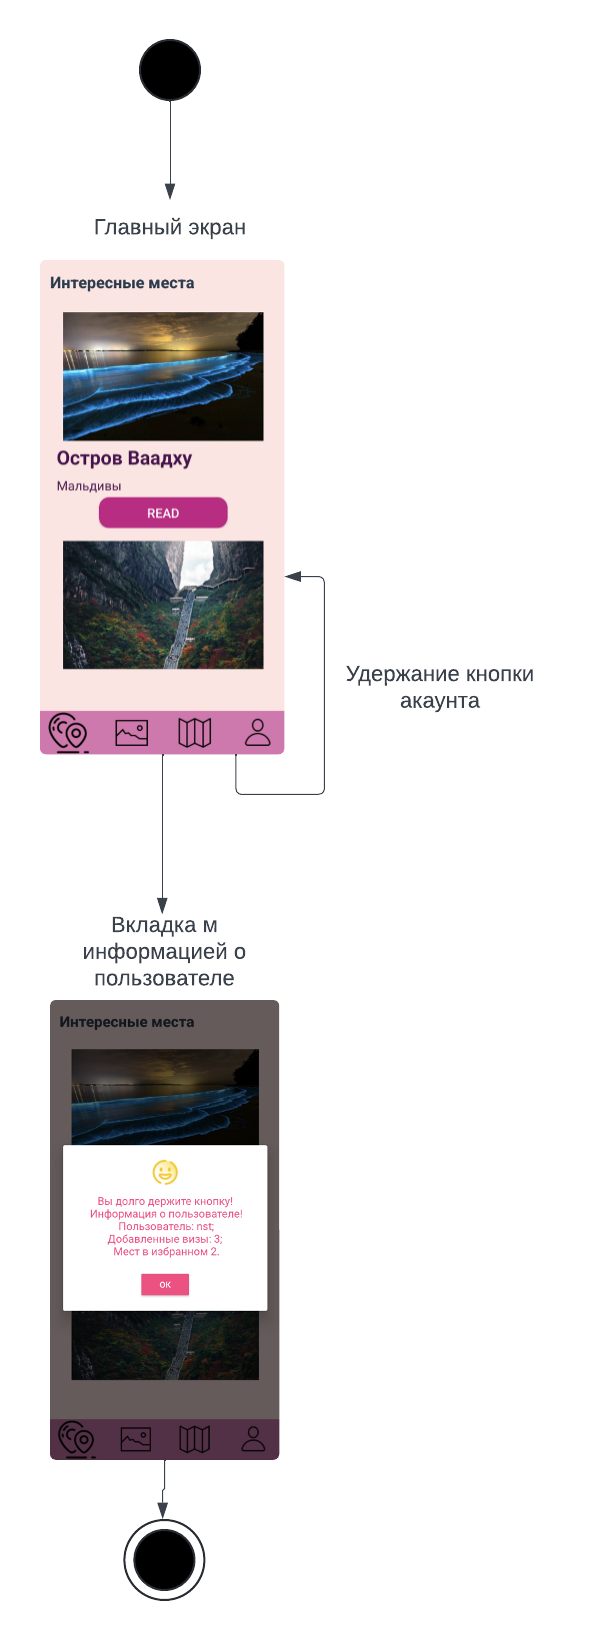 Главный экран
Интересные места
Остров Ваадху
Мальдивы
READ
Удержание кнопки
акаунта
Вкладка м
информацией о
пользователе
Интересные места
Вы долго держите кнопку!
Информация о пользователе!
Пользователь: nst;
Добавленные визы: 3;
Мест в избранном 2.
ОК